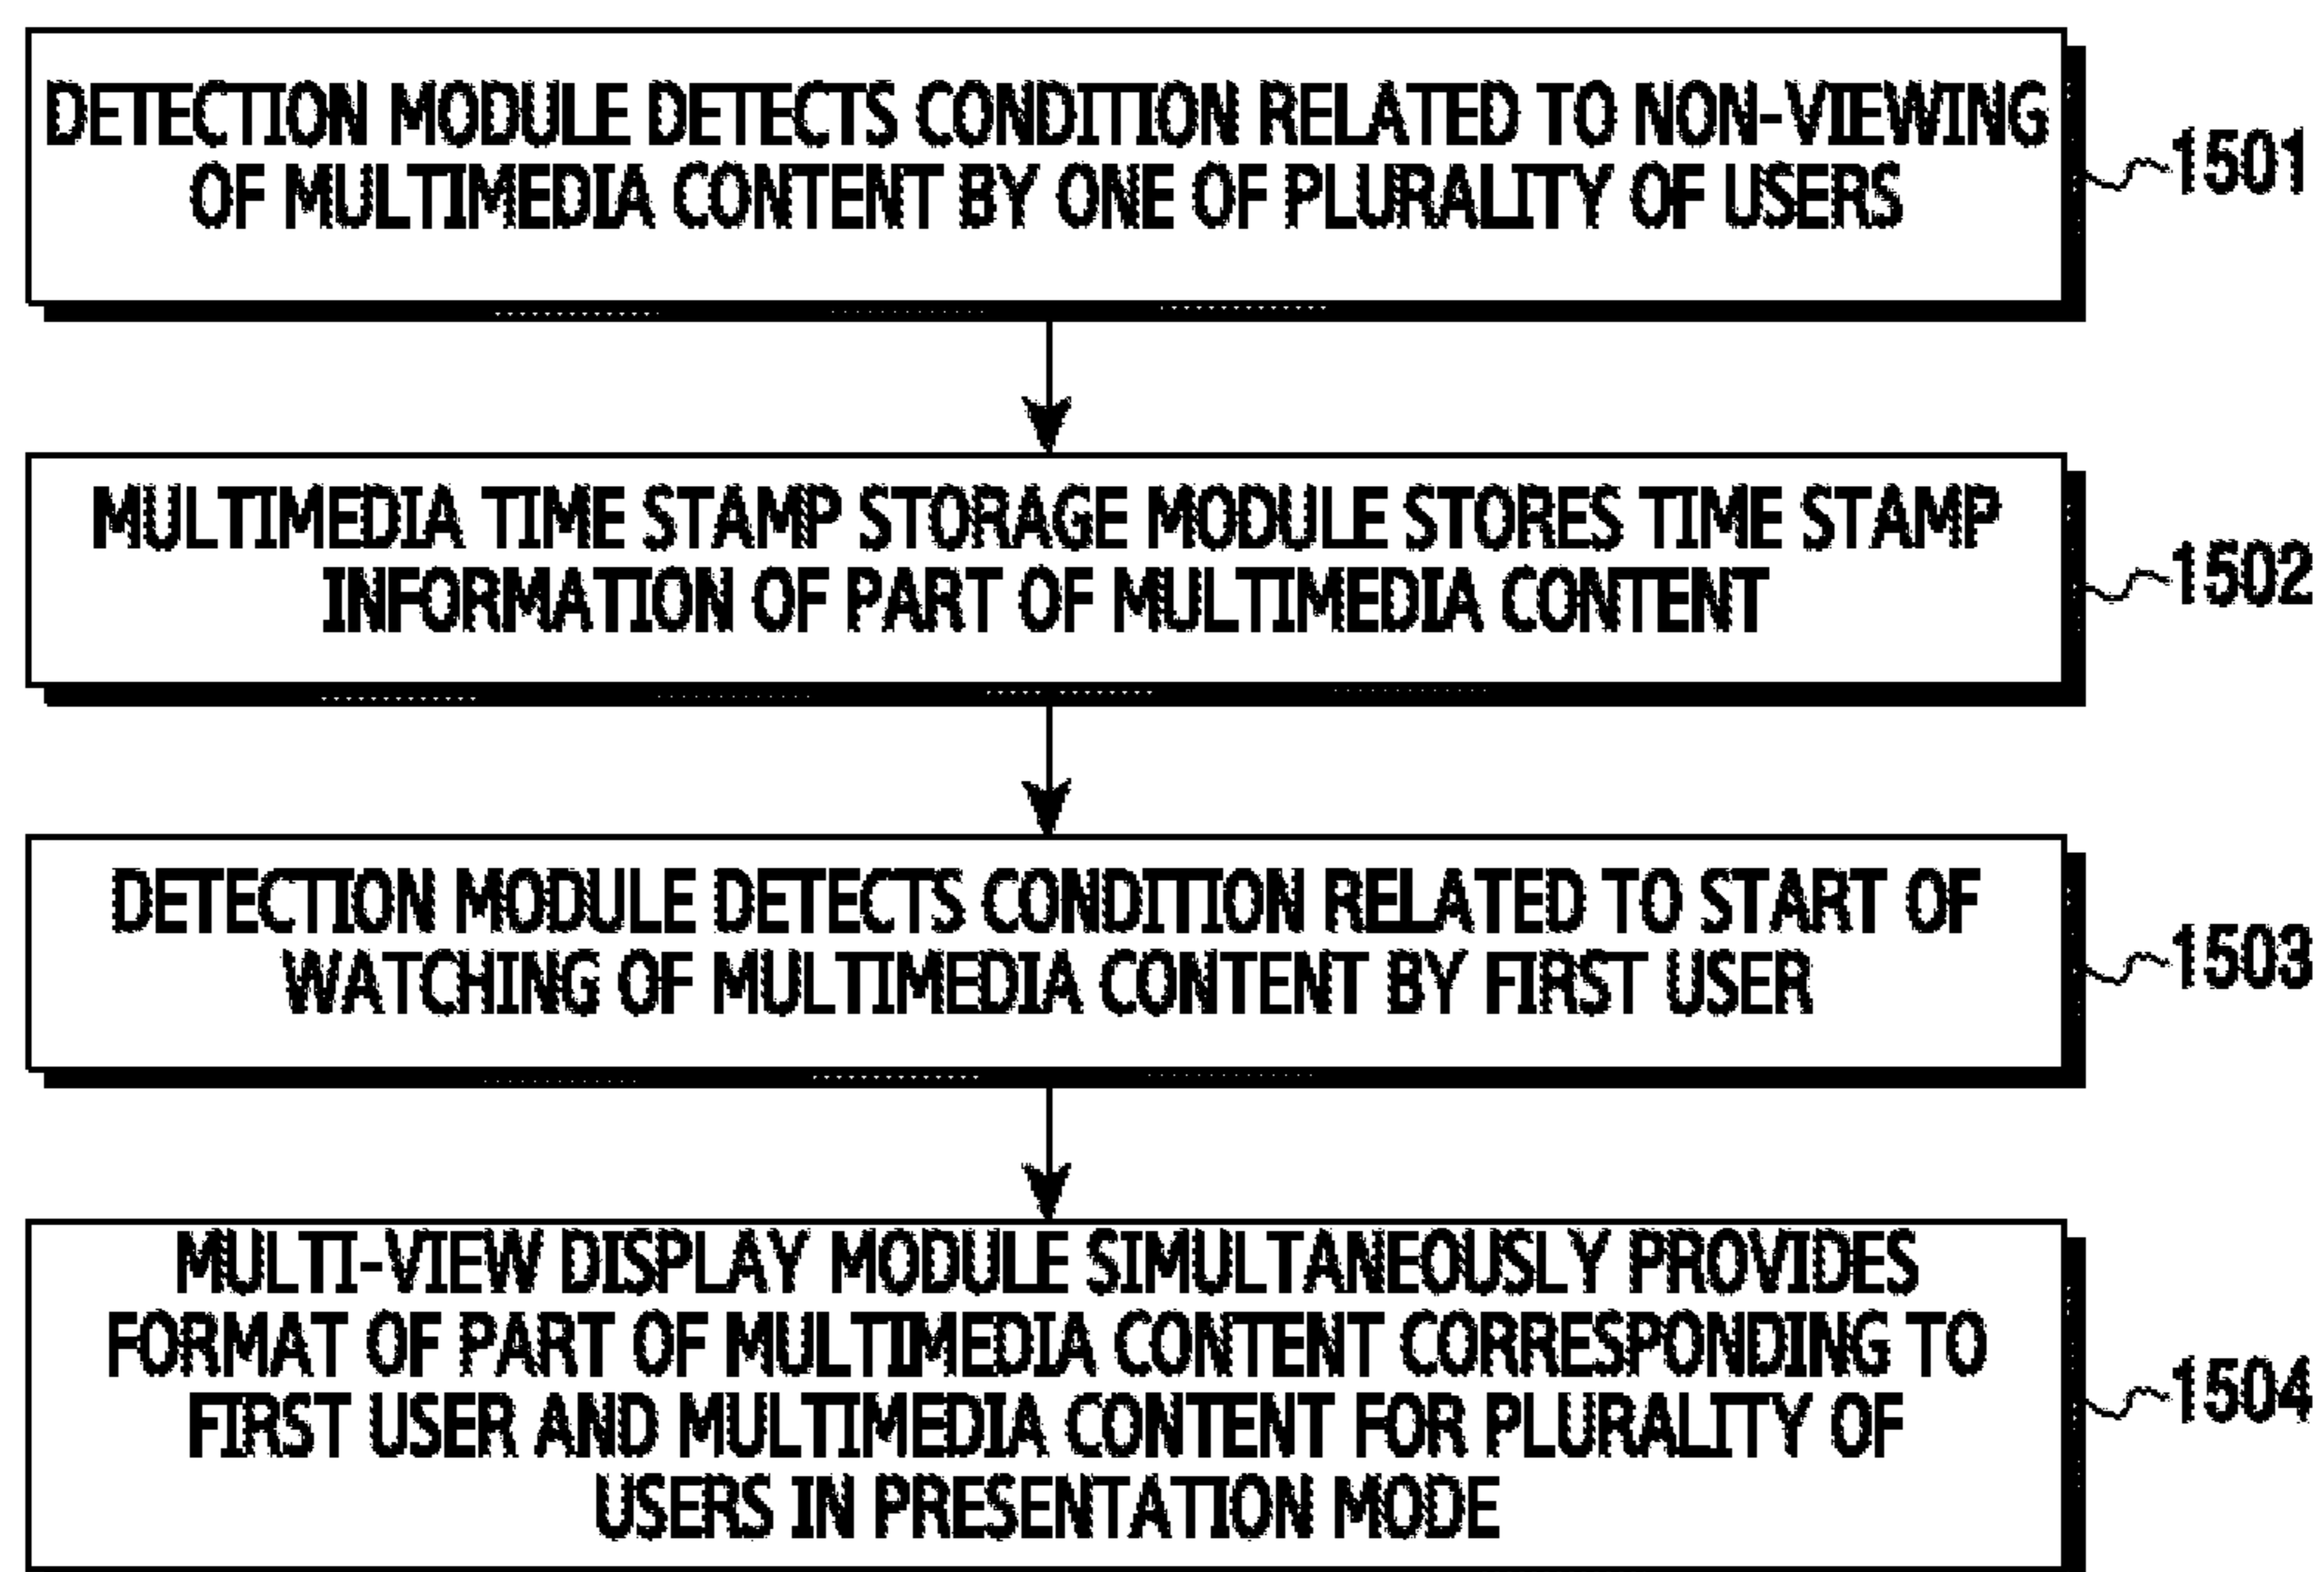 DETECTION MODULE DETECTS CONDITION RELATED TO NON-VIEWING
OF MULTIMEDIA CONTENT BY ONE OF PLURALITY OF USERS
1501
MULTIMEDIA TIME STAMP STORAGE MODULE STORES TIME STAMP
INFORMATION OF PART OF MULTIMEDIA CONTENT
1502
DETECTION MODULE DETECTS CONDITION RELATED TO START OF
WATCHING OF MULTIMEDIA CONTENT BY FIRST USER
1503
MULTI-VIEW DISPLAY MODULE SIMULTANEOUSLY PROVIDES
FORMAT OF PART OF MULTIMEDIA CONTENT CORRESPONDING TO
FIRST USER AND MULTIMEDIA CONTENT FOR PLURALITY OF
USERS IN PRESENTATION MODE
1504